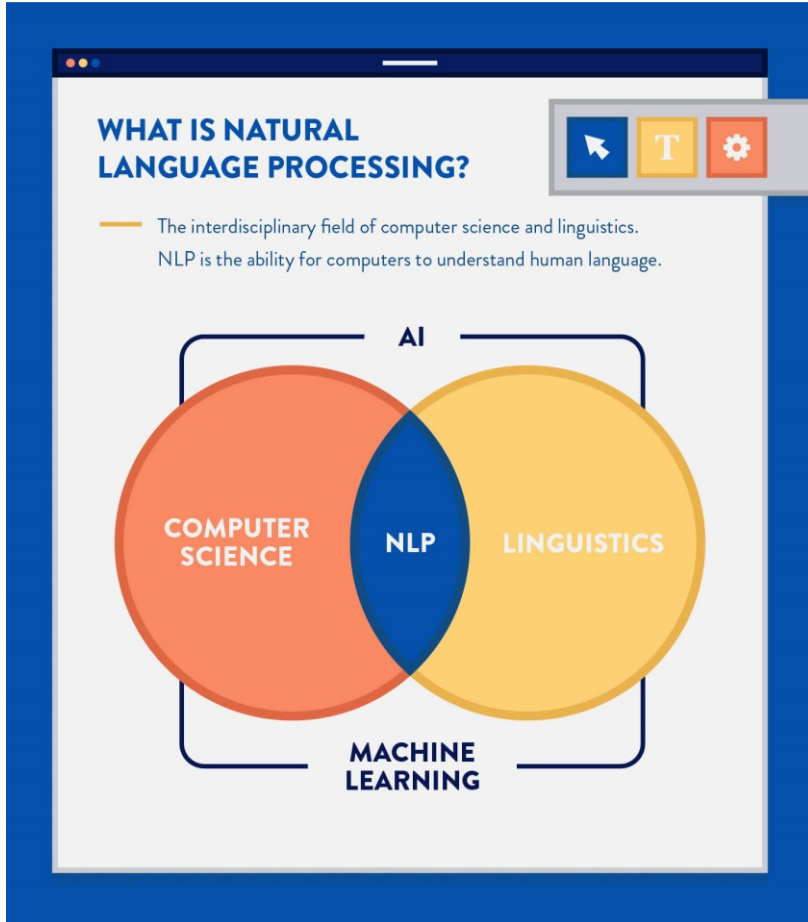 WHAT IS NATURAL
LANGUAGE PROCESSING?
T
The interdisciplinary field of computer science and linguistics.
NLP is the ability for computers to understand human language.
AI
COMPUTER
SCIENCE
NLP
LINGUISTICS
MACHINE
LEARNING